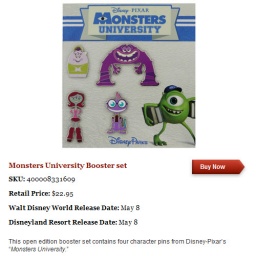 Disney · PIXAR
MONSTERS
UNIVERSITY
Disney Parks
Monsters University Booster set
Buy Now
SKU: 400008331609
Retail Price: $22.95
Walt Disney World Release Date: May 8
Disneyland Resort Release Date: May 8
This open edition booster set contains four character pins from Disney-Pixar's
"Monsters University."